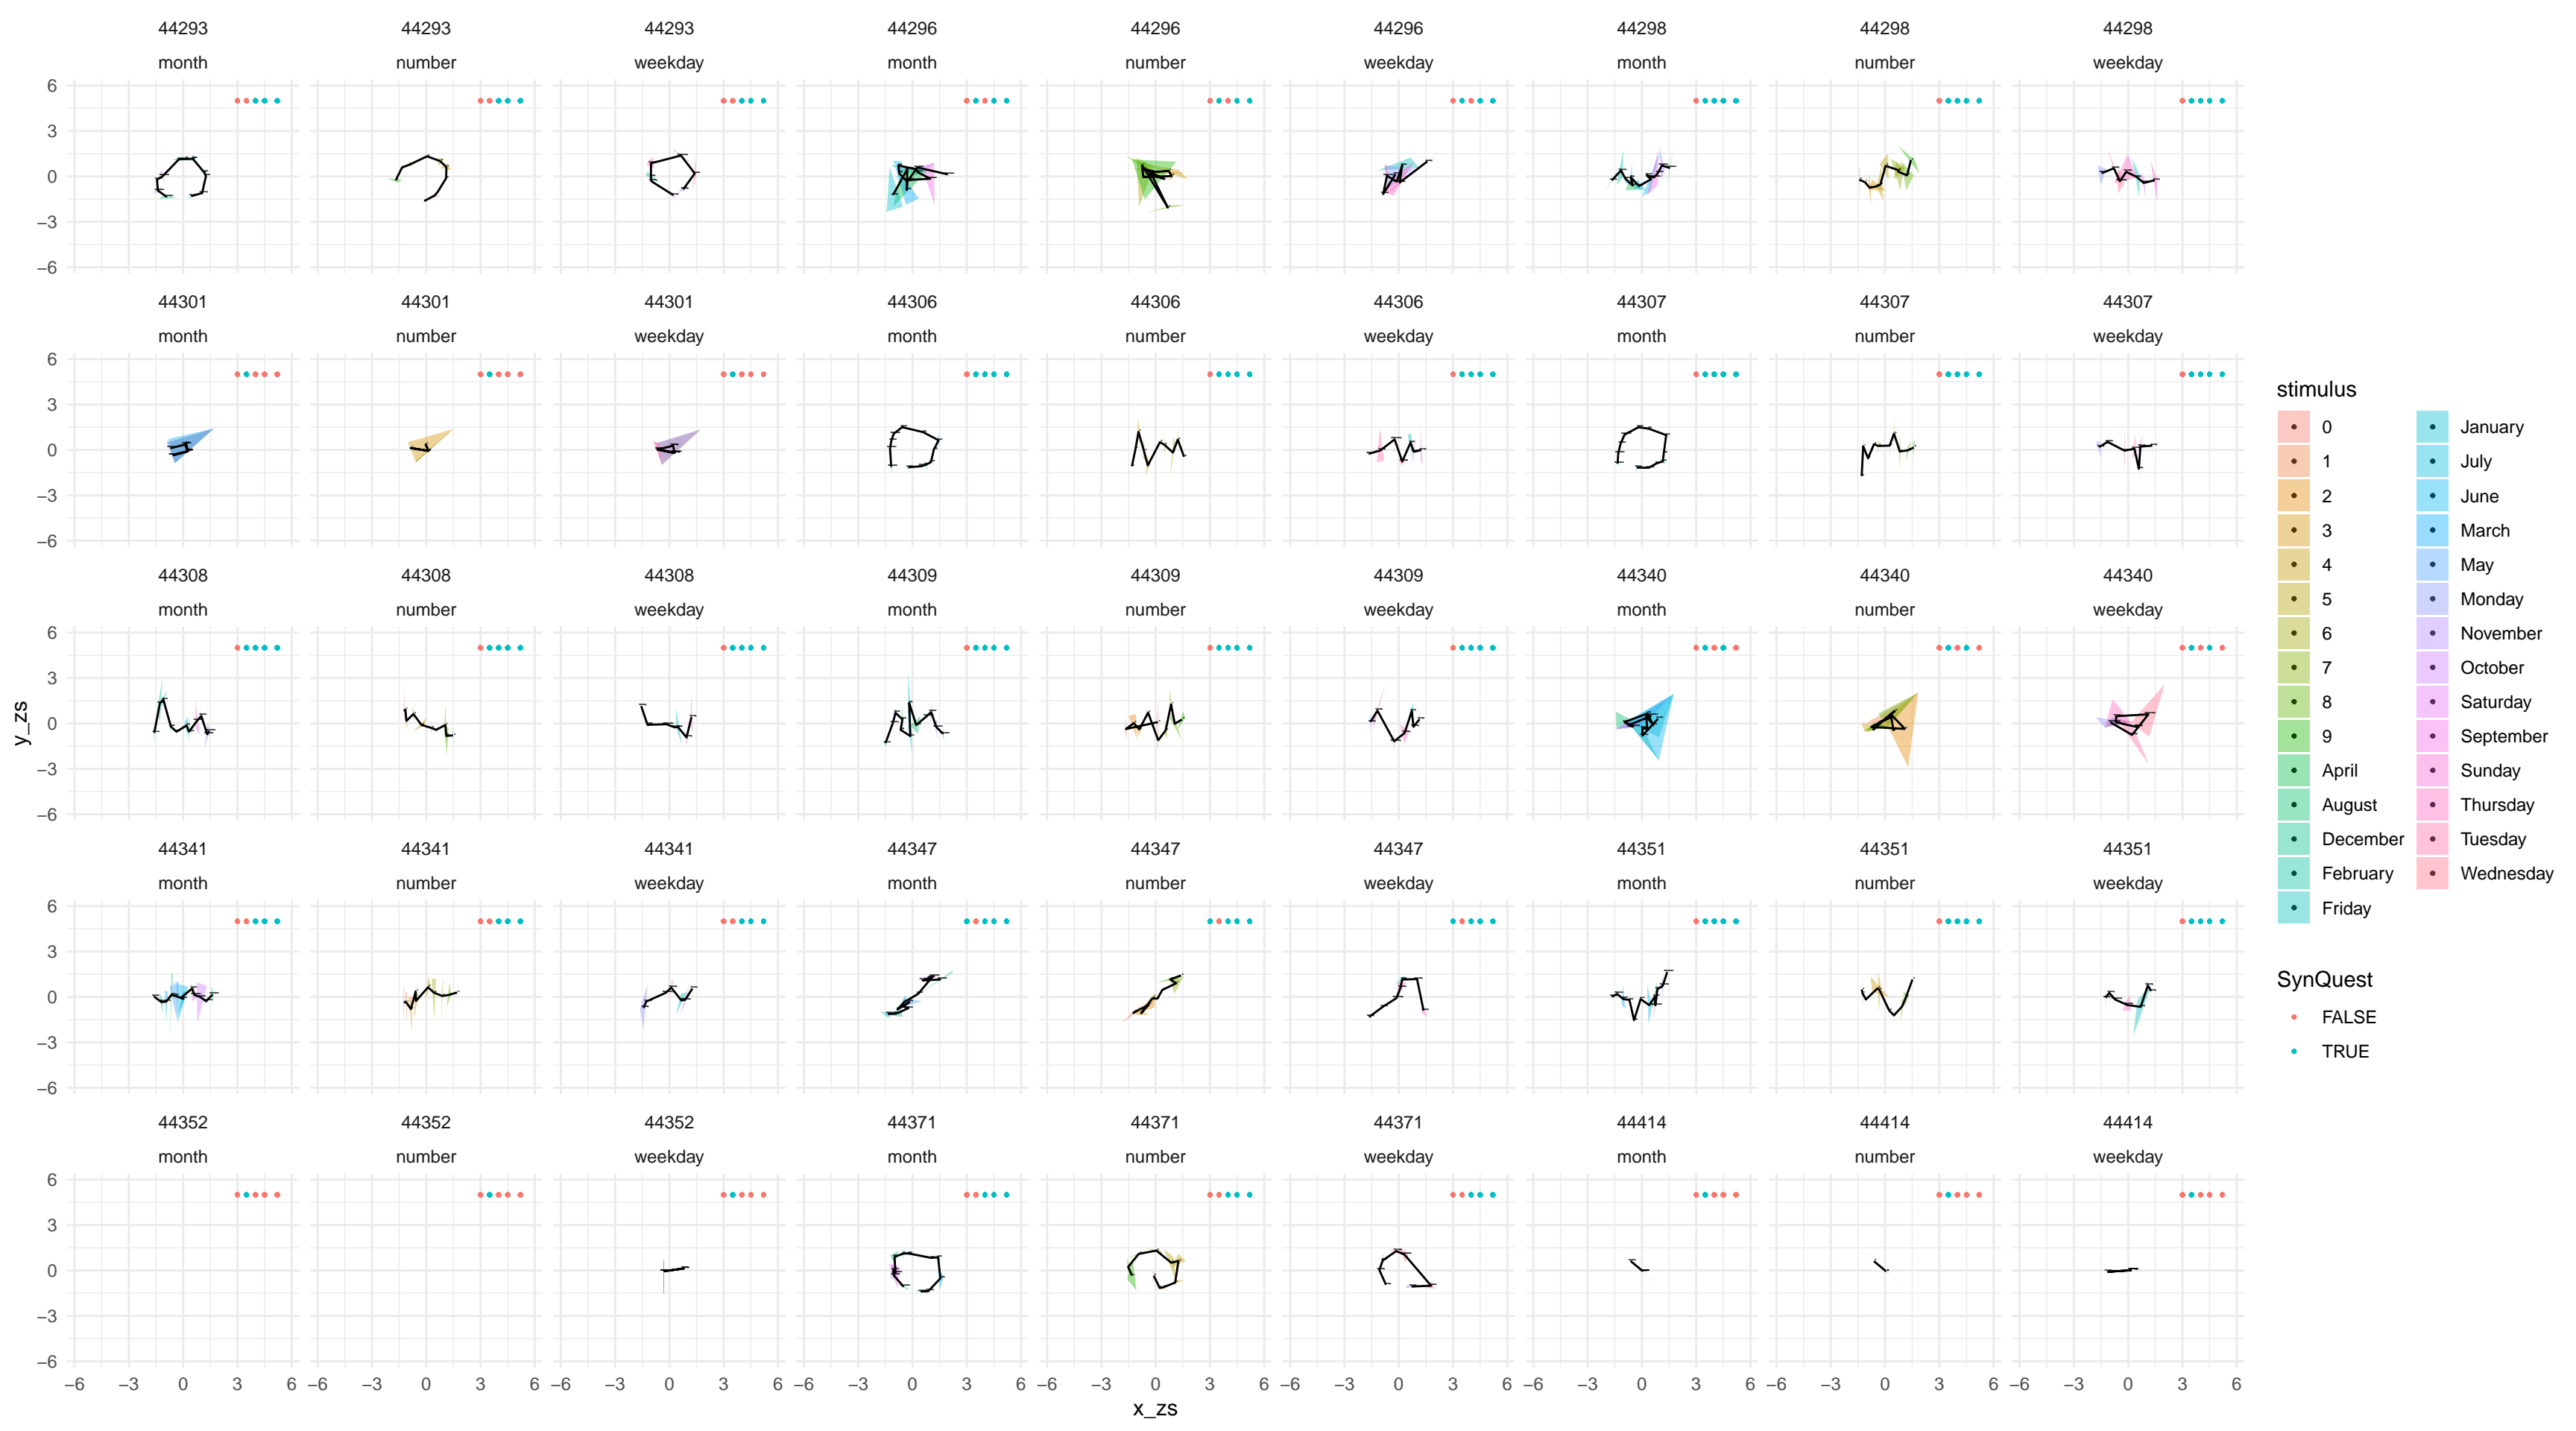 44293 44293 44293 44296 44296 44296 44298 44298 44298
month number weekday month number weekday month number weekday
6
3
0
−3
−6
44301 44301 44301 44306 44306 44306 44307 44307 44307
month number weekday month number weekday month number weekday
6
3
0
−3
−6
44308 44308 44308 44309 44309 44309 44340 44340 44340
month number weekday month number weekday month number weekday
6
3
0
−3
−6
44341 44341 44341 44347 44347 44347 44351 44351 44351
month number weekday month number weekday month number weekday
6
3
0
−3
−6
44352 44352 44352 44371 44371 44371 44414 44414 44414
month number weekday month number weekday month number weekday
6
3
0
−3
−6
−6 −3 0 3 6 −6 −3 0 3 6 −6 −3 0 3 6 −6 −3 0 3 6 −6 −3 0 3 6 −6 −3 0 3 6 −6 −3 0 3 6 −6 −3 0 3 6 −6 −3 0 3 6
x_zs
y_zs
stimulus
0
1
2
3
4
5
6
7
8
9
April
August
December
February
Friday
January
July
June
March
May
Monday
November
October
Saturday
September
Sunday
Thursday
Tuesday
Wednesday
SynQuest
FALSE
TRUE